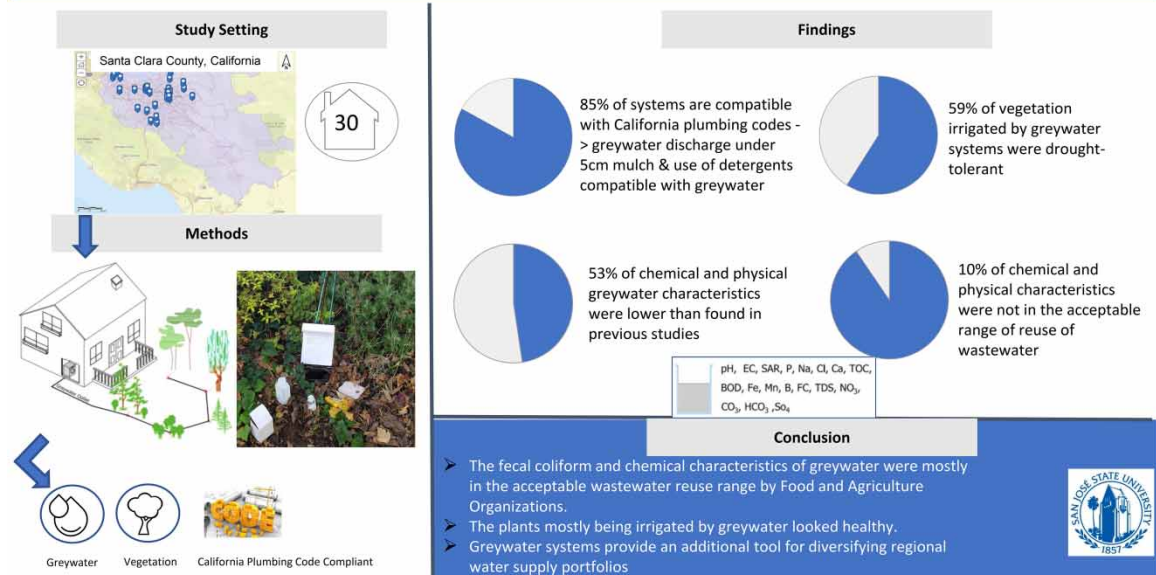 Study Setting
Santa Clara County, California
30
Methods
Greywater Outlet
Greywater
Vegetation
CODE
California Plumbing Code Compliant
Findings
85% of systems are compatible
with California plumbing codes -
> greywater discharge under
5cm mulch & use of detergents
compatible with greywater
59% of vegetation
irrigated by greywater
systems were drought-
tolerant
53% of chemical and physical
greywater characteristics
were lower than found in
previous studies
10% of chemical and
physical characteristics
were not in the acceptable
range of reuse of
wastewater
pH, EC, SAR, P, Na, Cl, Ca, TOC,
BOD, Fe, Mn, B, FC, TDS, NO3,
CO3, HCO3 ,So4
Conclusion
➢ The fecal coliform and chemical characteristics of greywater were mostly
in the acceptable wastewater reuse range by Food and Agriculture
Organizations.
➢ The plants mostly being irrigated by greywater looked healthy.
➢ Greywater systems provide an additional tool for diversifying regional
water supply portfolios
SAN JOSÉ STATE UNIVERSITY
1857